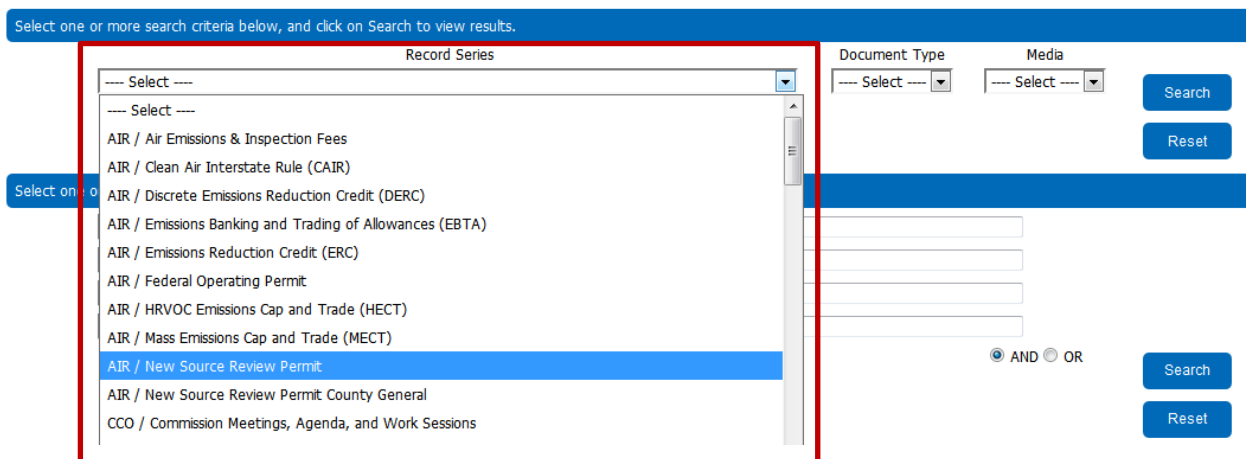 Select one or more search criteria below, and click on Search to view results.
Record Series
Document Type
Media
---- Select ----
---- Select ----
---- Select ----
Search
Reset
---- Select ----
AIR / Air Emissions & Inspection Fees
AIR / Clean Air Interstate Rule (CAIR)
AIR / Discrete Emissions Reduction Credit (DERC)
AIR / Emissions Banking and Trading of Allowances (EBTA)
AIR / Emissions Reduction Credit (ERC)
AIR / Federal Operating Permit
AIR / HRVOC Emissions Cap and Trade (HECT)
AIR / Mass Emissions Cap and Trade (MECT)
AIR / New Source Review Permit
AIR / New Source Review Permit County General
CCO / Commission Meetings, Agenda, and Work Sessions
Select one o
AND OR
Search
Reset